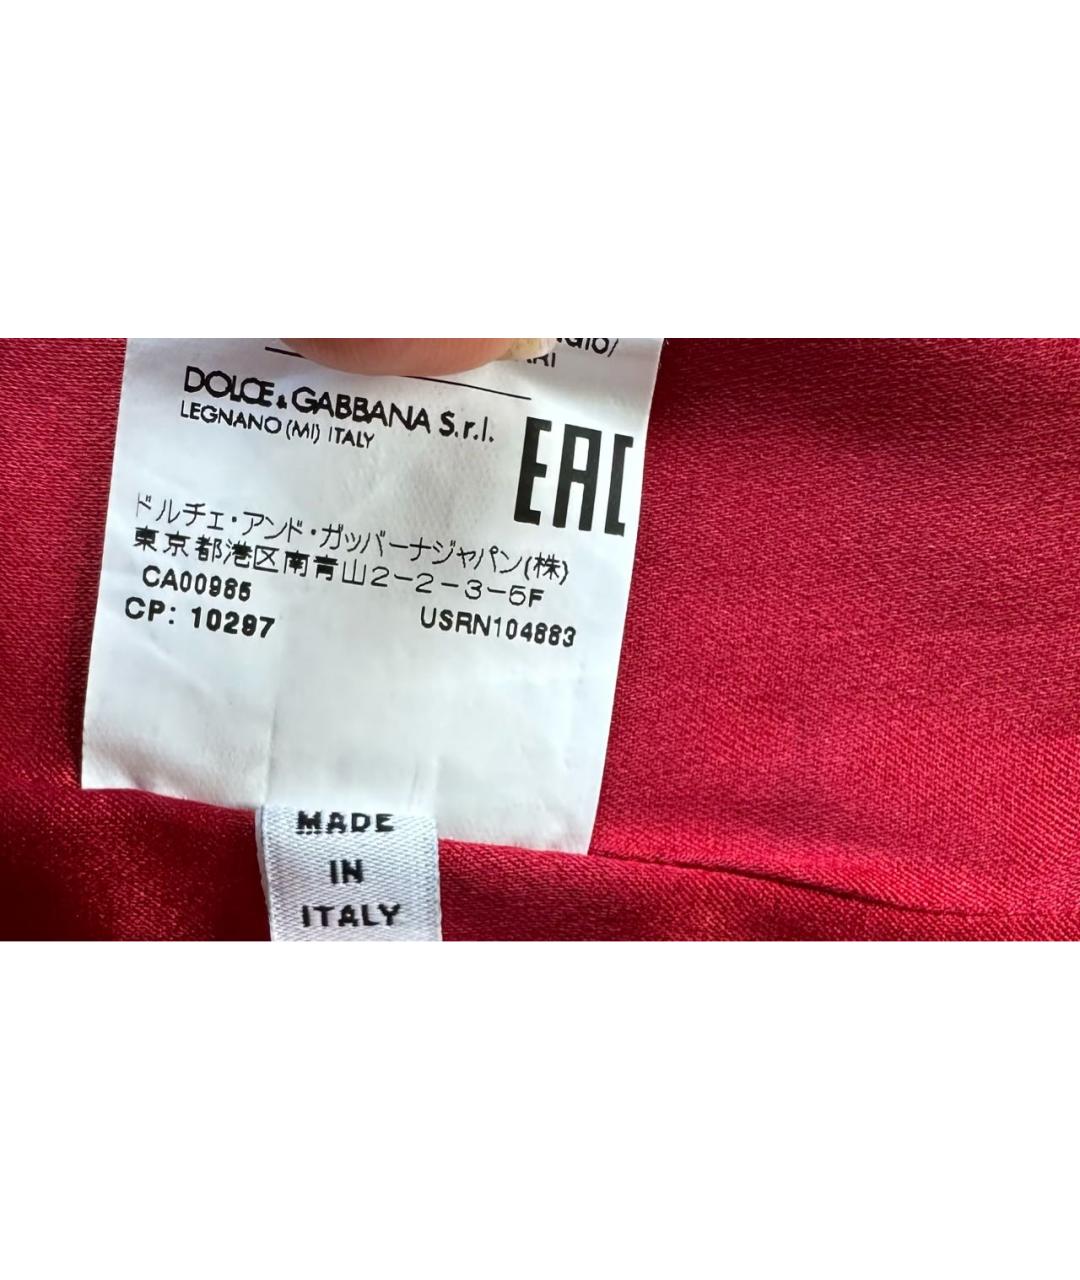 DOLCE & GABBANA S.r.l.
LEGNANO (MI) ITALY
EAC
ドルチェ・アンド・ガッバーナジャパン(株)
東京都港区南青山2-2-3-5F
CA00985
CP: 10297
USRN104883
MADE
IN
ITALY